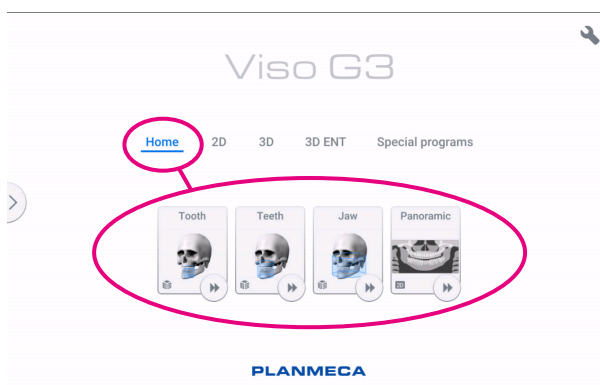 Viso G3
Home 2D 3D 3D ENT Special programs
Tooth Teeth Jaw Panoramic
2D
PLANMECA